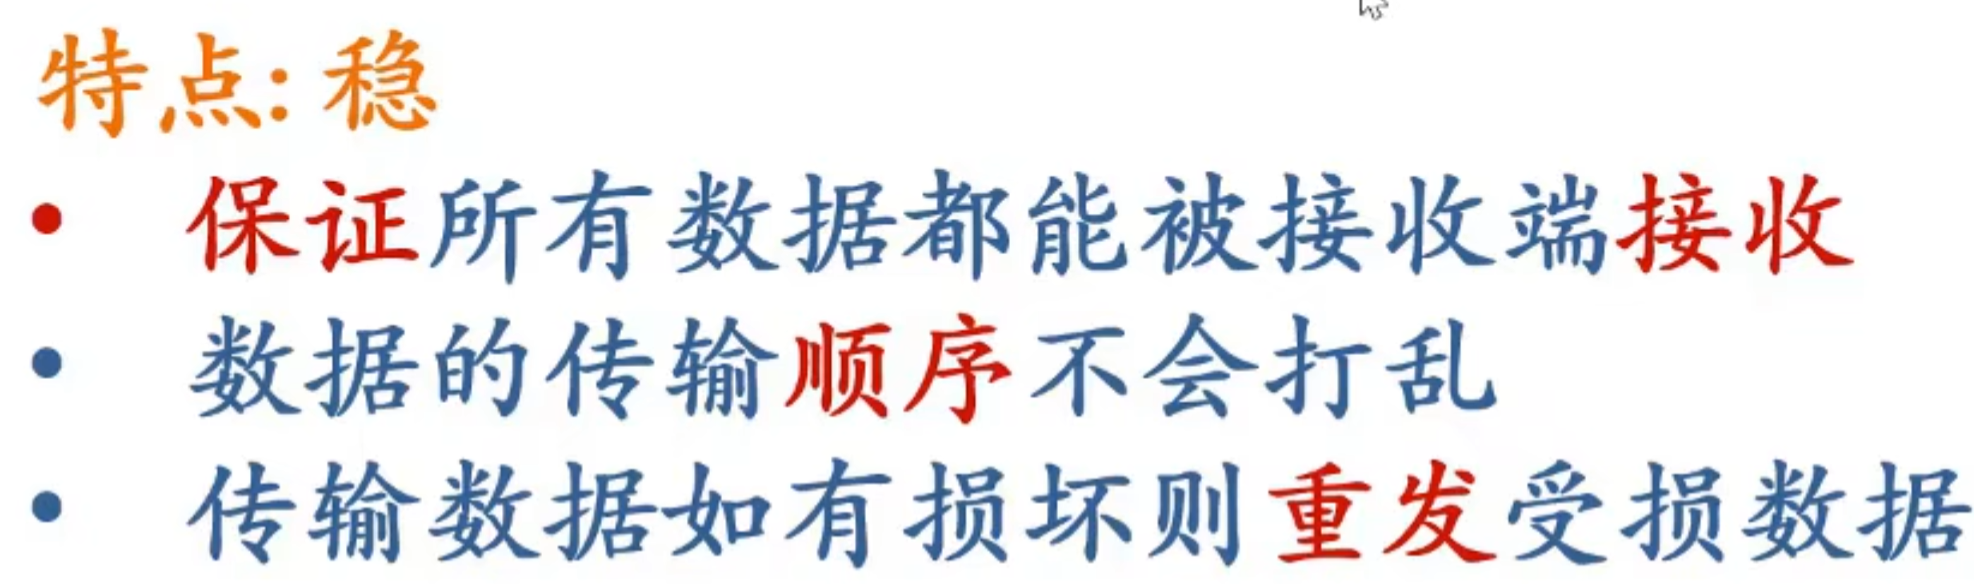 特点: 稳
• 保证所有数据都能被接收端接收
• 数据的传输顺序不会打乱
• 传输数据如有损坏则重发受损数据